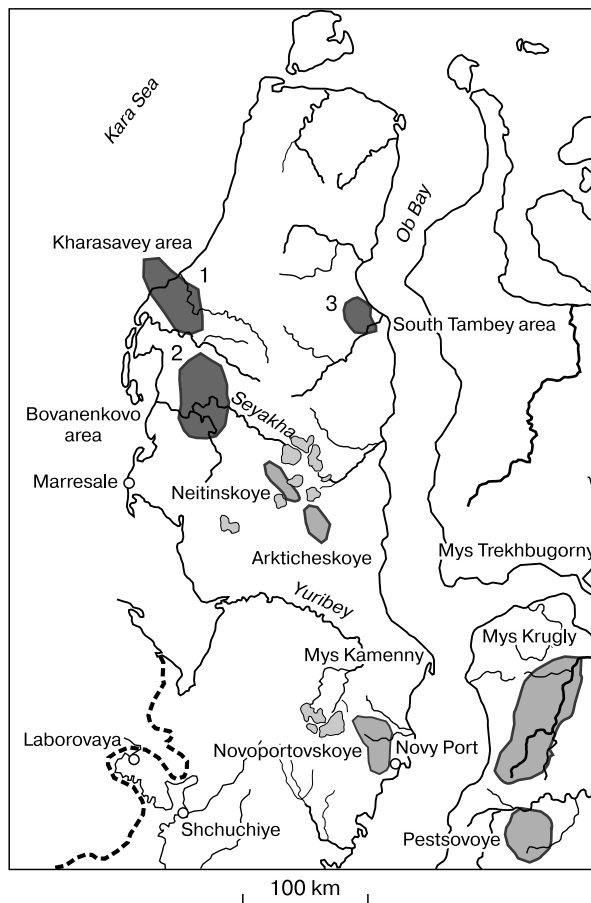 Kara Sea
Ob Bay
Kharasavey area
1
3
South Tambey area
2
Seyakha
Bovanenkovo
area
Marresale
Neitinskoye
Arkticheskoye
Mys Trekhbugorny
Yuribey
Mys Krugly
Mys Kamenny
Laborovaya
Novoportovskoye
Novy Port
Shchuchiye
Pestsovoye
100 km